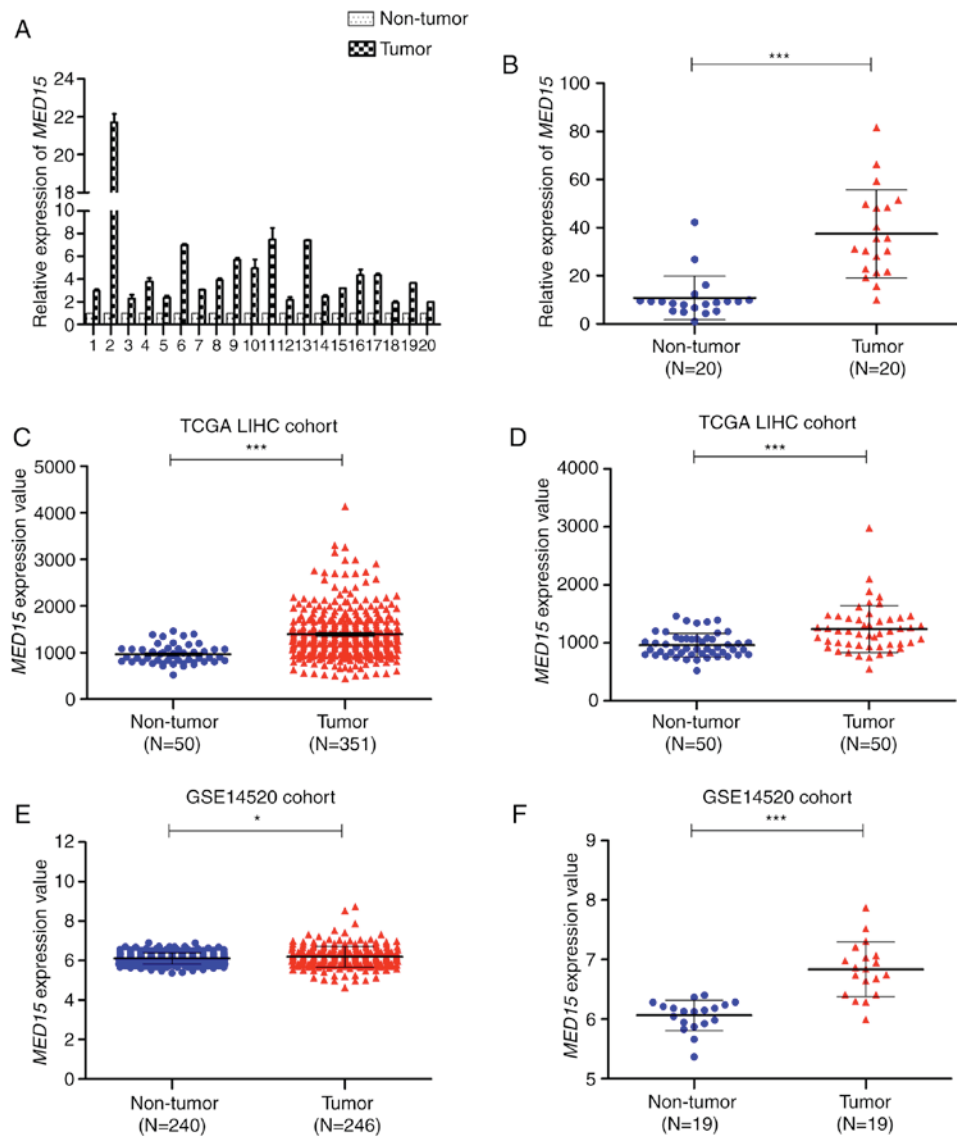 A
Non-tumor
Tumor
Relative expression of MED15
24
22
20
18
10
8
6
4
2
0
1 2 3 4 5 6 7 8 9 10 11 12 13 14 15 16 17 18 19 20
B
***
Relative expression of MED15
100
80
60
40
20
0
Non-tumor
(N=20)
Tumor
(N=20)
C
TCGA LIHC cohort
***
MED15 expression value
5000
4000
3000
2000
1000
0
Non-tumor
(N=50)
Tumor
(N=351)
D
TCGA LIHC cohort
***
MED15 expression value
4000
3000
2000
1000
0
Non-tumor
(N=50)
Tumor
(N=50)
E
GSE14520 cohort
*
MED15 expression value
12
10
8
6
4
2
0
Non-tumor
(N=240)
Tumor
(N=246)
F
GSE14520 cohort
***
MED15 expression value
9
8
7
6
5
Non-tumor
(N=19)
Tumor
(N=19)